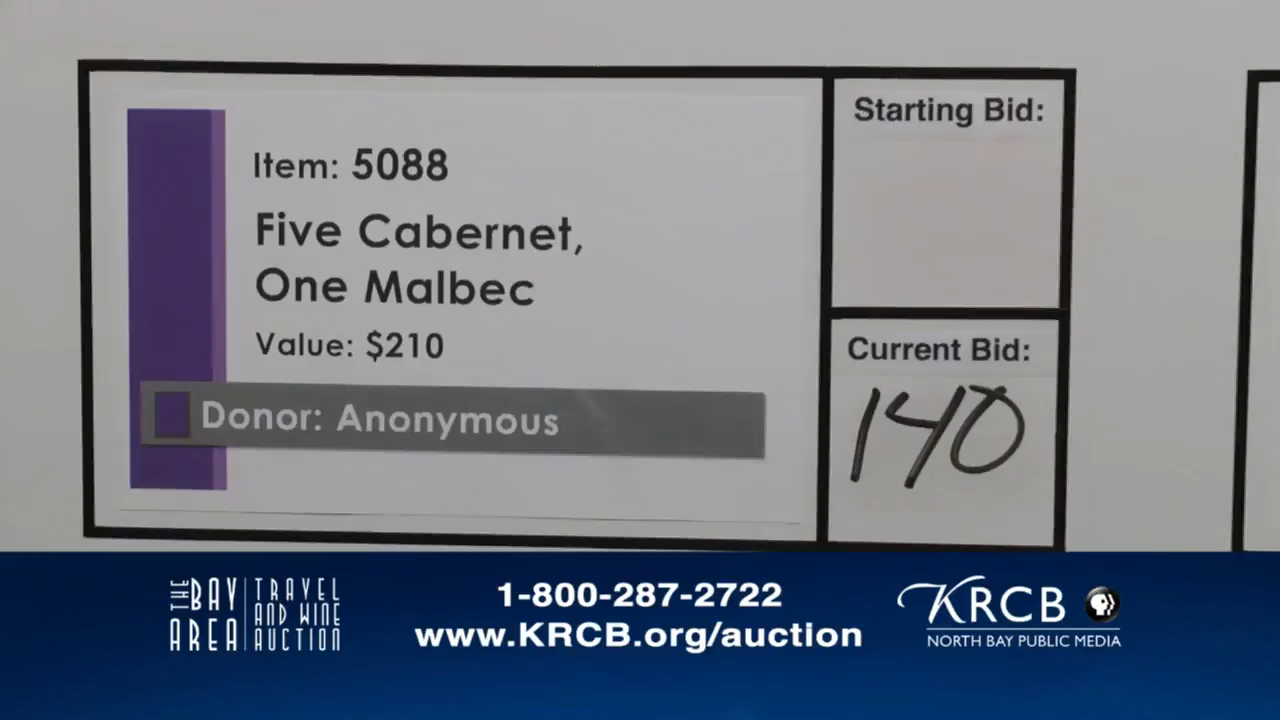 Item: 5088
Five Cabernet,
One Malbec
Value: $210
Donor: Anonymous
Starting Bid:
Current Bid:
140
THE BAY AREA
TRAVEL
AND WINE
AUCTION
1-800-287-2722
www.KRCB.org/auction
KRCB
NORTH BAY PUBLIC MEDIA